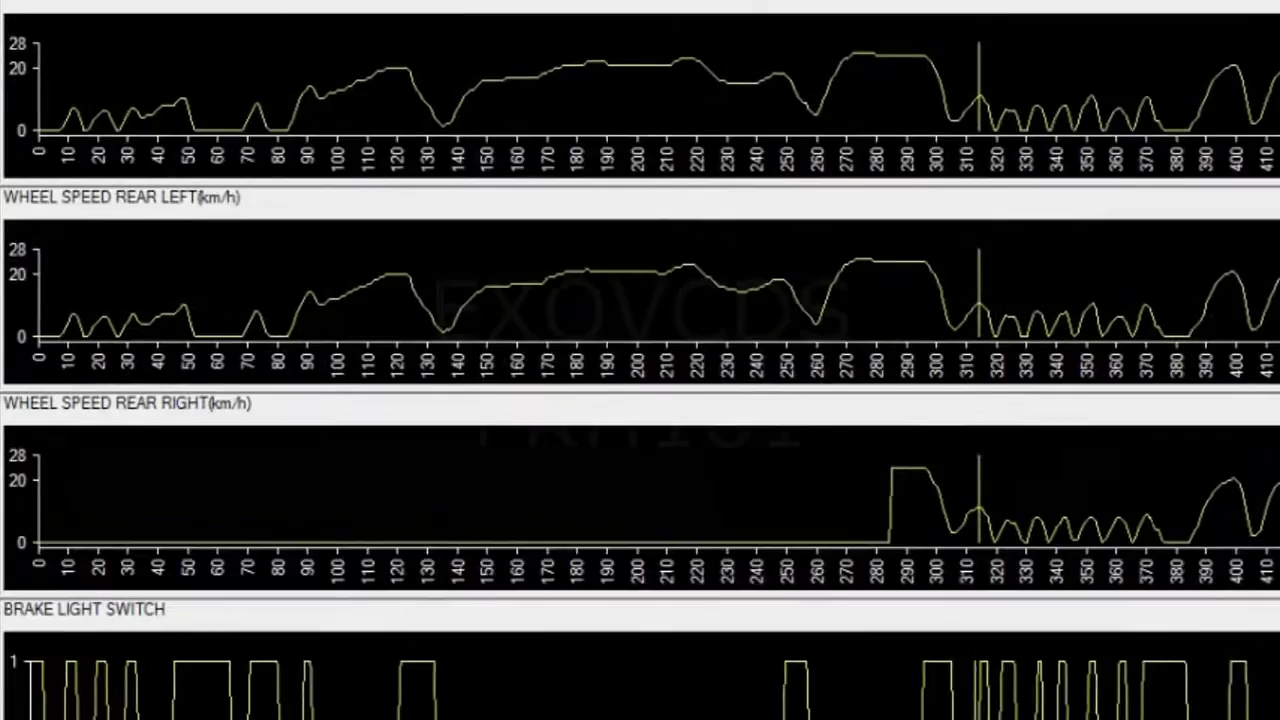 28
20
0
0 10 20 30 40 50 60 70 80 90 100 110 120 130 140 150 160 170 180 190 200 210 220 230 240 250 260 270 280 290 300 310 320 330 340 350 360 370 380 390 400 410
WHEEL SPEED REAR LEFT(km/h)
28
20
0
0 10 20 30 40 50 60 70 80 90 100 110 120 130 140 150 160 170 180 190 200 210 220 230 240 250 260 270 280 290 300 310 320 330 340 350 360 370 380 390 400 410
EXOVCDS
WHEEL SPEED REAR RIGHT(km/h)
28
20
0
0 10 20 30 40 50 60 70 80 90 100 110 120 130 140 150 160 170 180 190 200 210 220 230 240 250 260 270 280 290 300 310 320 330 340 350 360 370 380 390 400 410
BRAKE LIGHT SWITCH
1